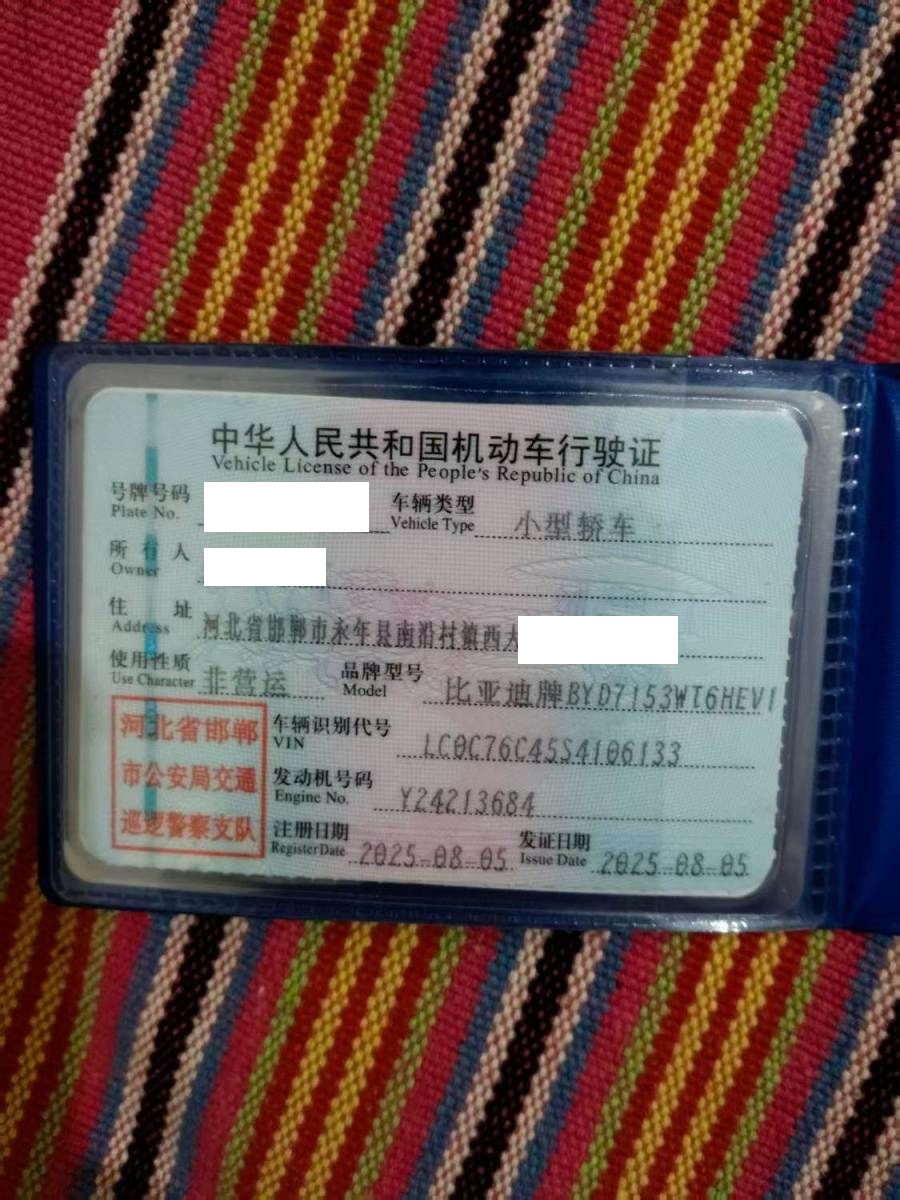 中华人民共和国机动车行驶证
Vehicle License of the People's Republic of China
号牌号码 车辆类型 小型轿车
Plate No. Vehicle Type
所有人
Owner
住址 河北省邯郸市永年县南沿村镇西大
Address
使用性质 非营运 品牌型号 比亚迪牌BYD7153WT6HEV1
Use Character Model
河北省邯郸
市公安局交通
巡逻警察支队
车辆识别代号 LC0C76C45S4106133
VIN
发动机号码 Y24213684
Engine No.
注册日期 2025-08-05 发证日期 2025-08-05
Register Date Issue Date